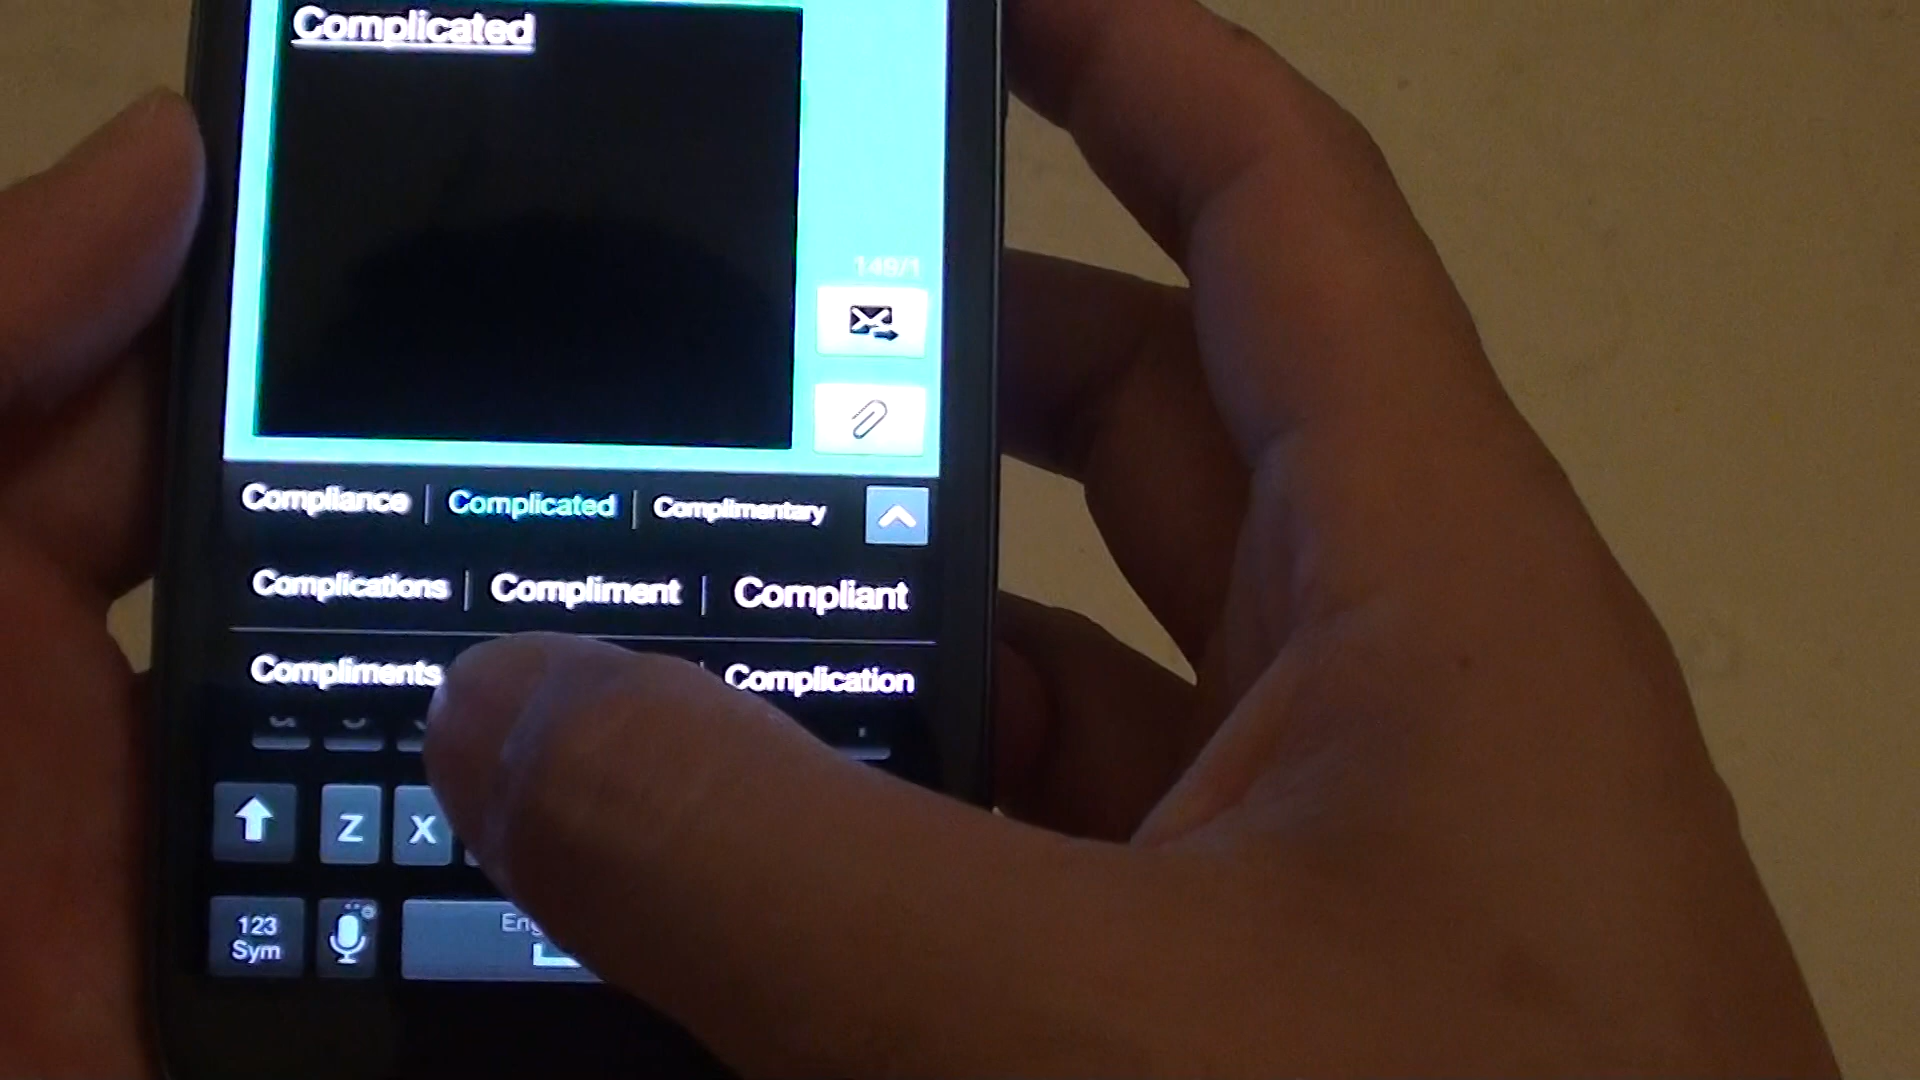 Complicated
149/1
Compliance Complicated Complimentary
Complications Compliment Compliant
Compliments Complication
Z X
123
Sym